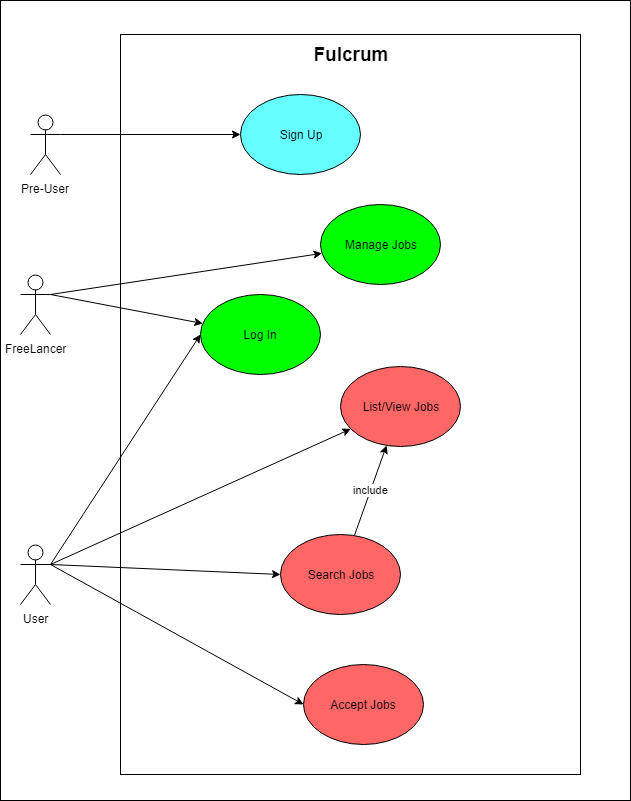 Fulcrum
Sign Up
Pre-User
Manage Jobs
Log In
FreeLancer
List/View Jobs
include
Search Jobs
User
Accept Jobs